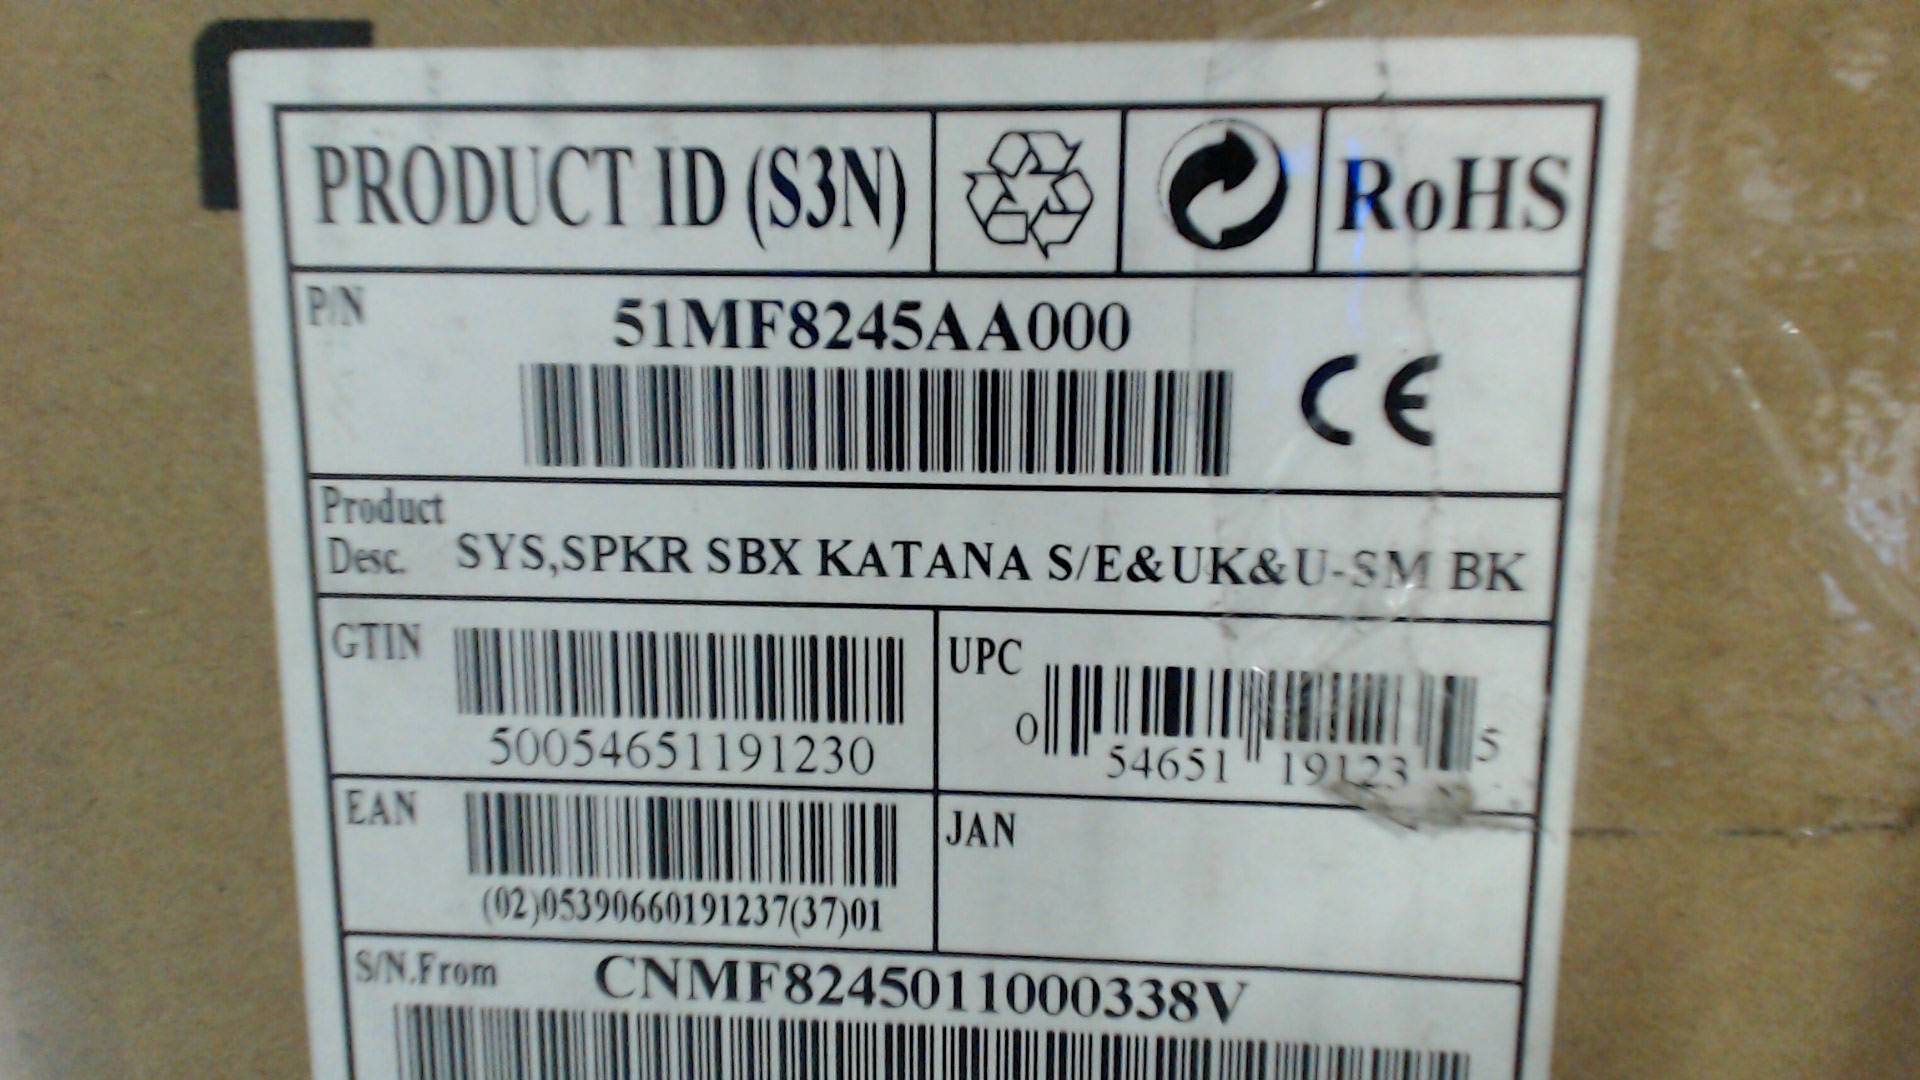 PRODUCT ID (S3N)
RoHS
P/N
51MF8245AA000
CE
Product
Desc.
SYS,SPKR SBX KATANA S/E&UK&U-SM BK
GTIN
50054651191230
UPC
0 54651 19123 5
EAN
(02)05390660191237(37)01
JAN
S/N.From
CNMF8245011000338V